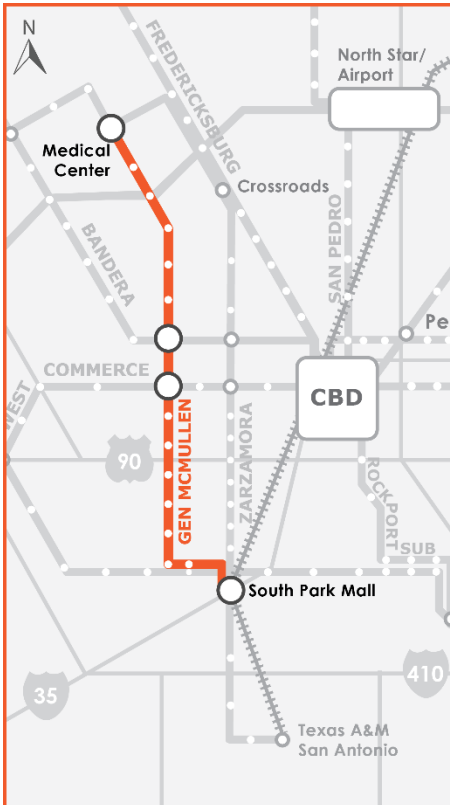 N
North Star/
Airport
FREDERICKSBURG
Medical
Center
Crossroads
SAN PEDRO
BANDERA
Pe
COMMERCE
CBD
WEST
GEN MCMULLEN
ZARZAMORA
90
ROCKPORT
SUB
South Park Mall
410
35
Texas A&M
San Antonio